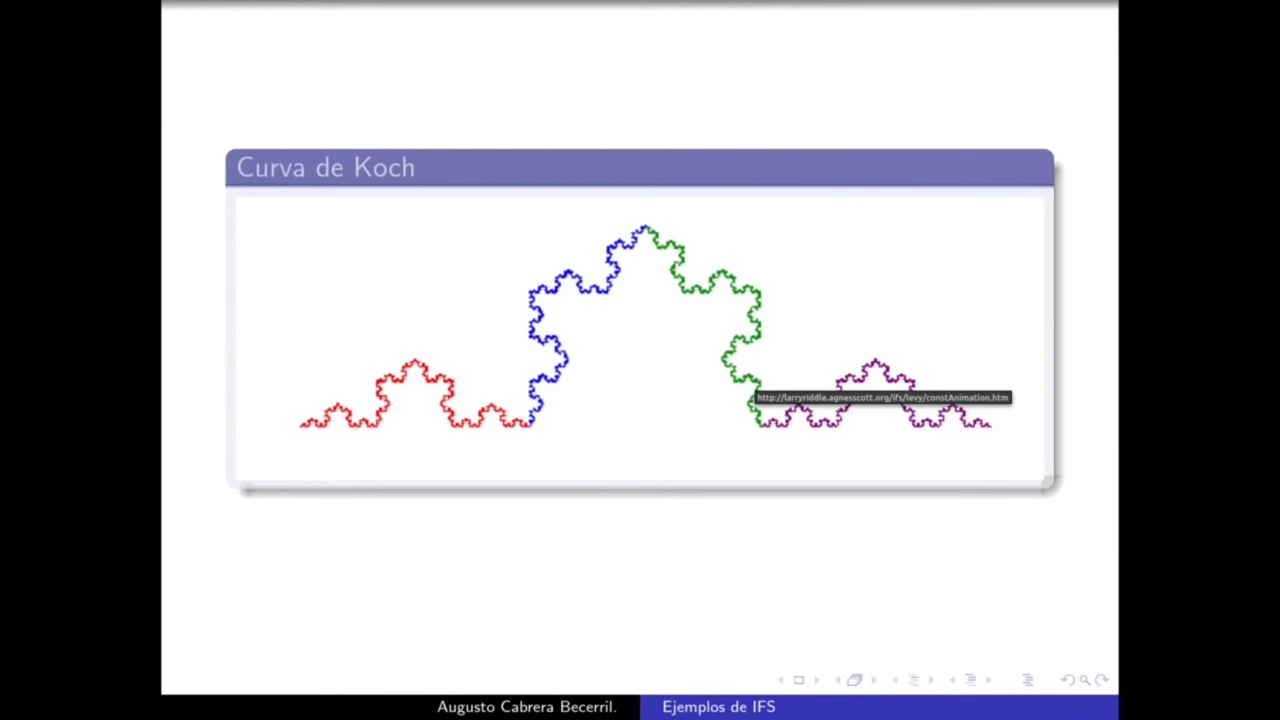 Curva de Koch
http://larryriddle.agnesscott.org/ifs/levy/constAnimation.htm
Augusto Cabrera Becerril.
Ejemplos de IFS